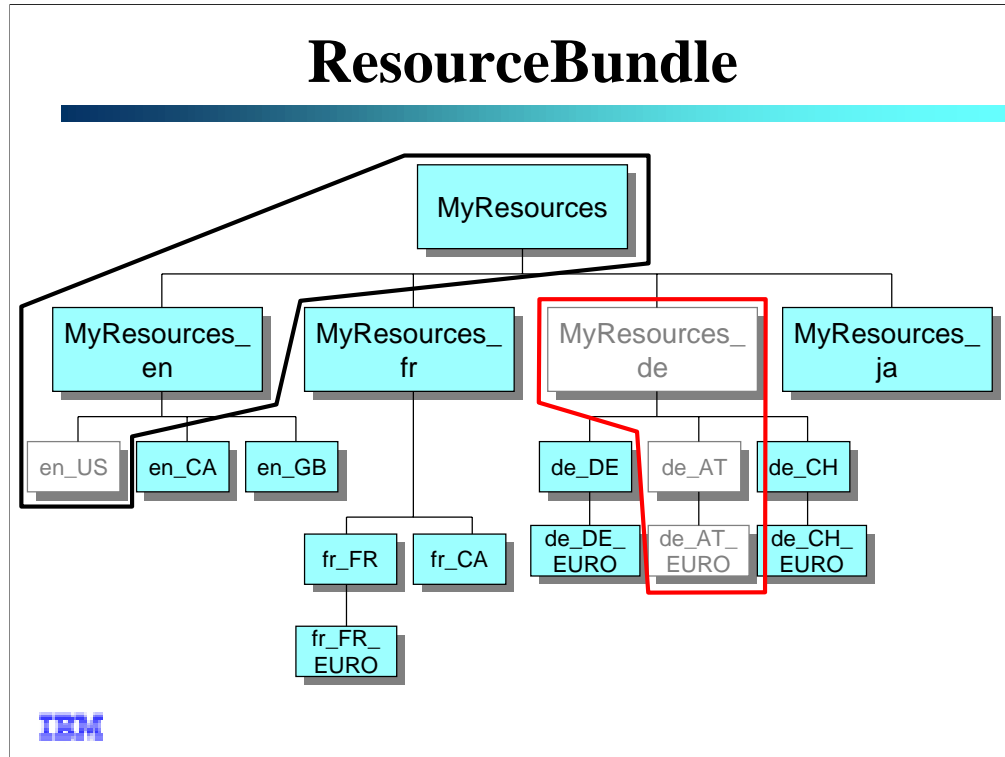 ResourceBundle
MyResources
MyResources_
en
MyResources_
fr
MyResources_
de
MyResources_
ja
en_US
en_CA
en_GB
de_DE
de_AT
de_CH
fr_FR
fr_CA
de_DE_
EURO
de_AT_
EURO
de_CH_
EURO
fr_FR_
EURO
IBM